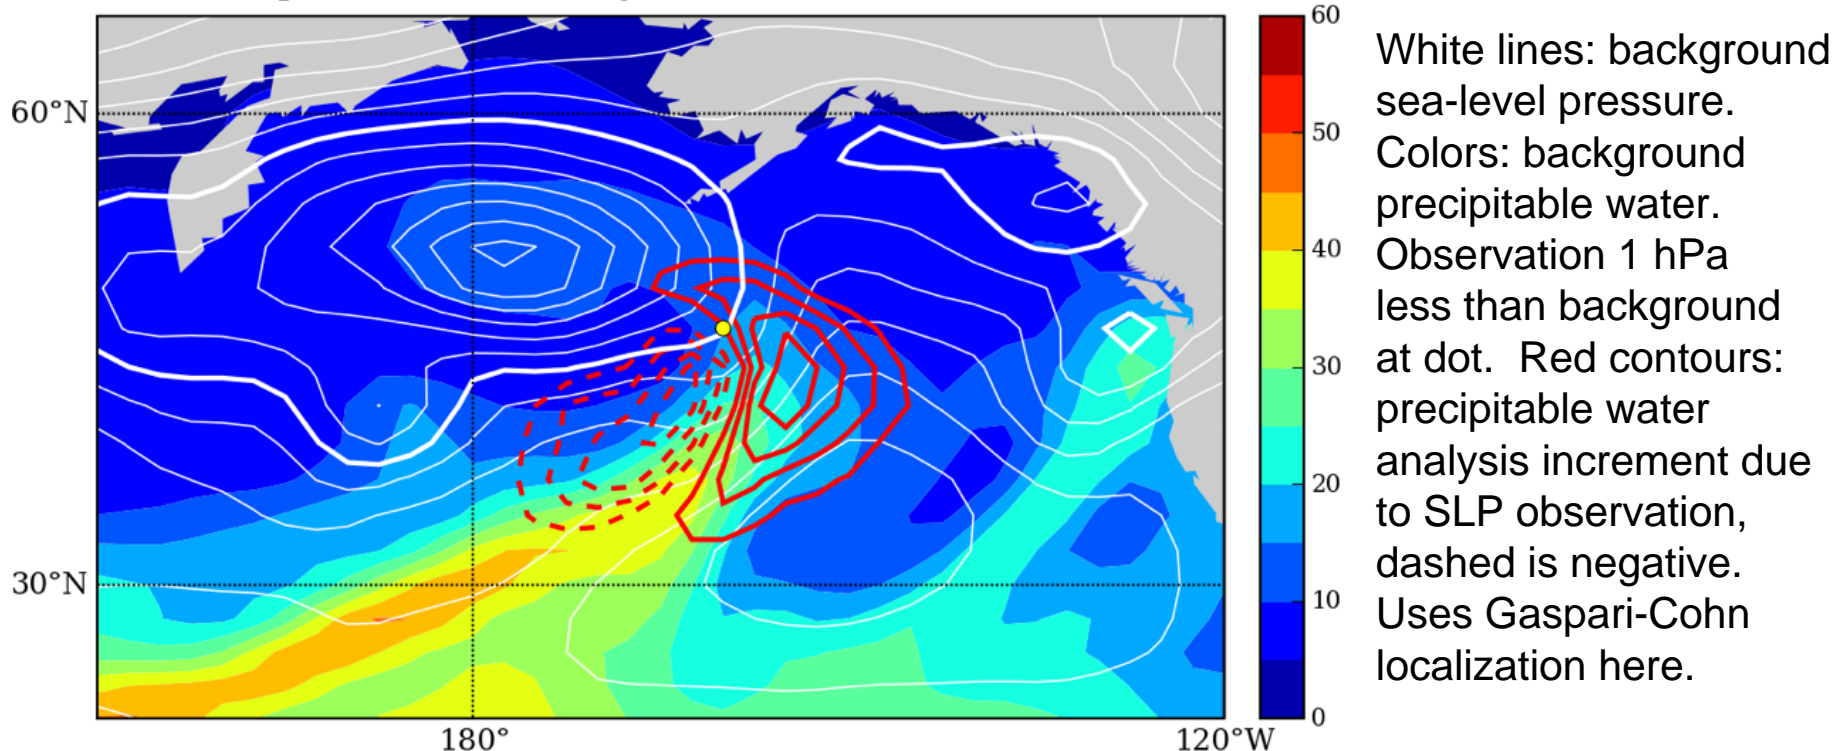 60
White lines: background
sea-level pressure.
60°N
50
Colors: background
precipitable water.
40
Observation 1 hPa
less than background
30
at dot.  Red contours:
precipitable water
analysis increment due
20
to SLP observation,
dashed is negative.
30°N
10
Uses Gaspari-Cohn
localization here.
0
180°
120°W